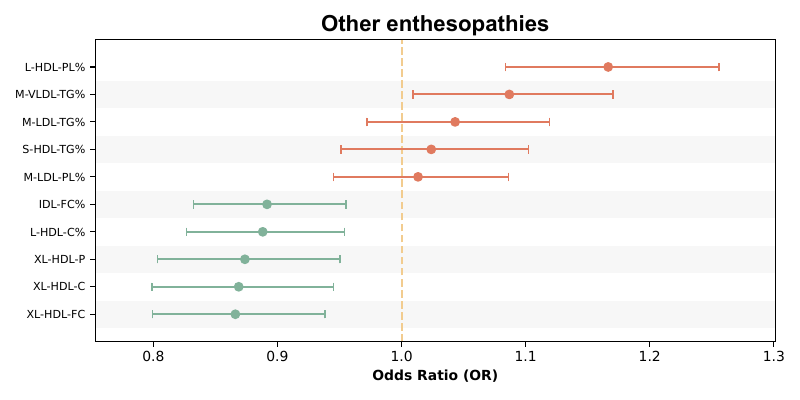 Other enthesopathies
L-HDL-PL%
M-VLDL-TG%
M-LDL-TG%
S-HDL-TG%
M-LDL-PL%
IDL-FC%
L-HDL-C%
XL-HDL-P
XL-HDL-C
XL-HDL-FC
0.8 0.9 1.0 1.1 1.2 1.3
Odds Ratio (OR)